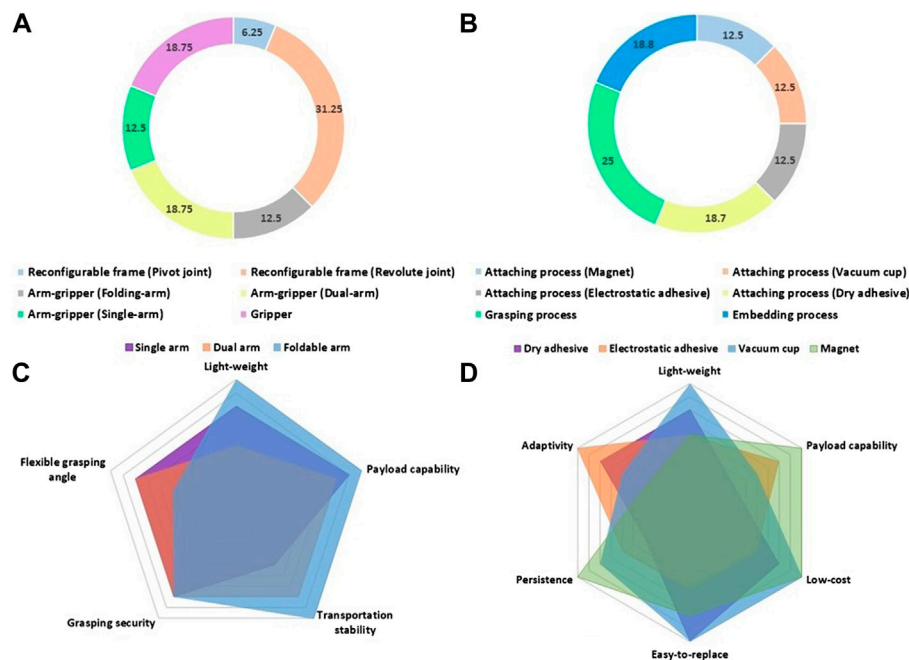 A
6.25
18.75
31.25
12.5
18.75
12.5
Reconfigurable frame (Pivot joint)
Reconfigurable frame (Revolute joint)
Arm-gripper (Folding-arm)
Arm-gripper (Dual-arm)
Arm-gripper (Single-arm)
Gripper
B
18.8
12.5
12.5
25
12.5
18.7
Attaching process (Magnet)
Attaching process (Vacuum cup)
Attaching process (Electrostatic adhesive)
Attaching process (Dry adhesive)
Grasping process
Embedding process
C
Single arm
Dual arm
Foldable arm
Light-weight
Flexible grasping
angle
Payload capability
Grasping security
Transportation
stability
D
Dry adhesive
Electrostatic adhesive
Vacuum cup
Magnet
Light-weight
Adaptivity
Payload capability
Persistence
Low-cost
Easy-to-replace